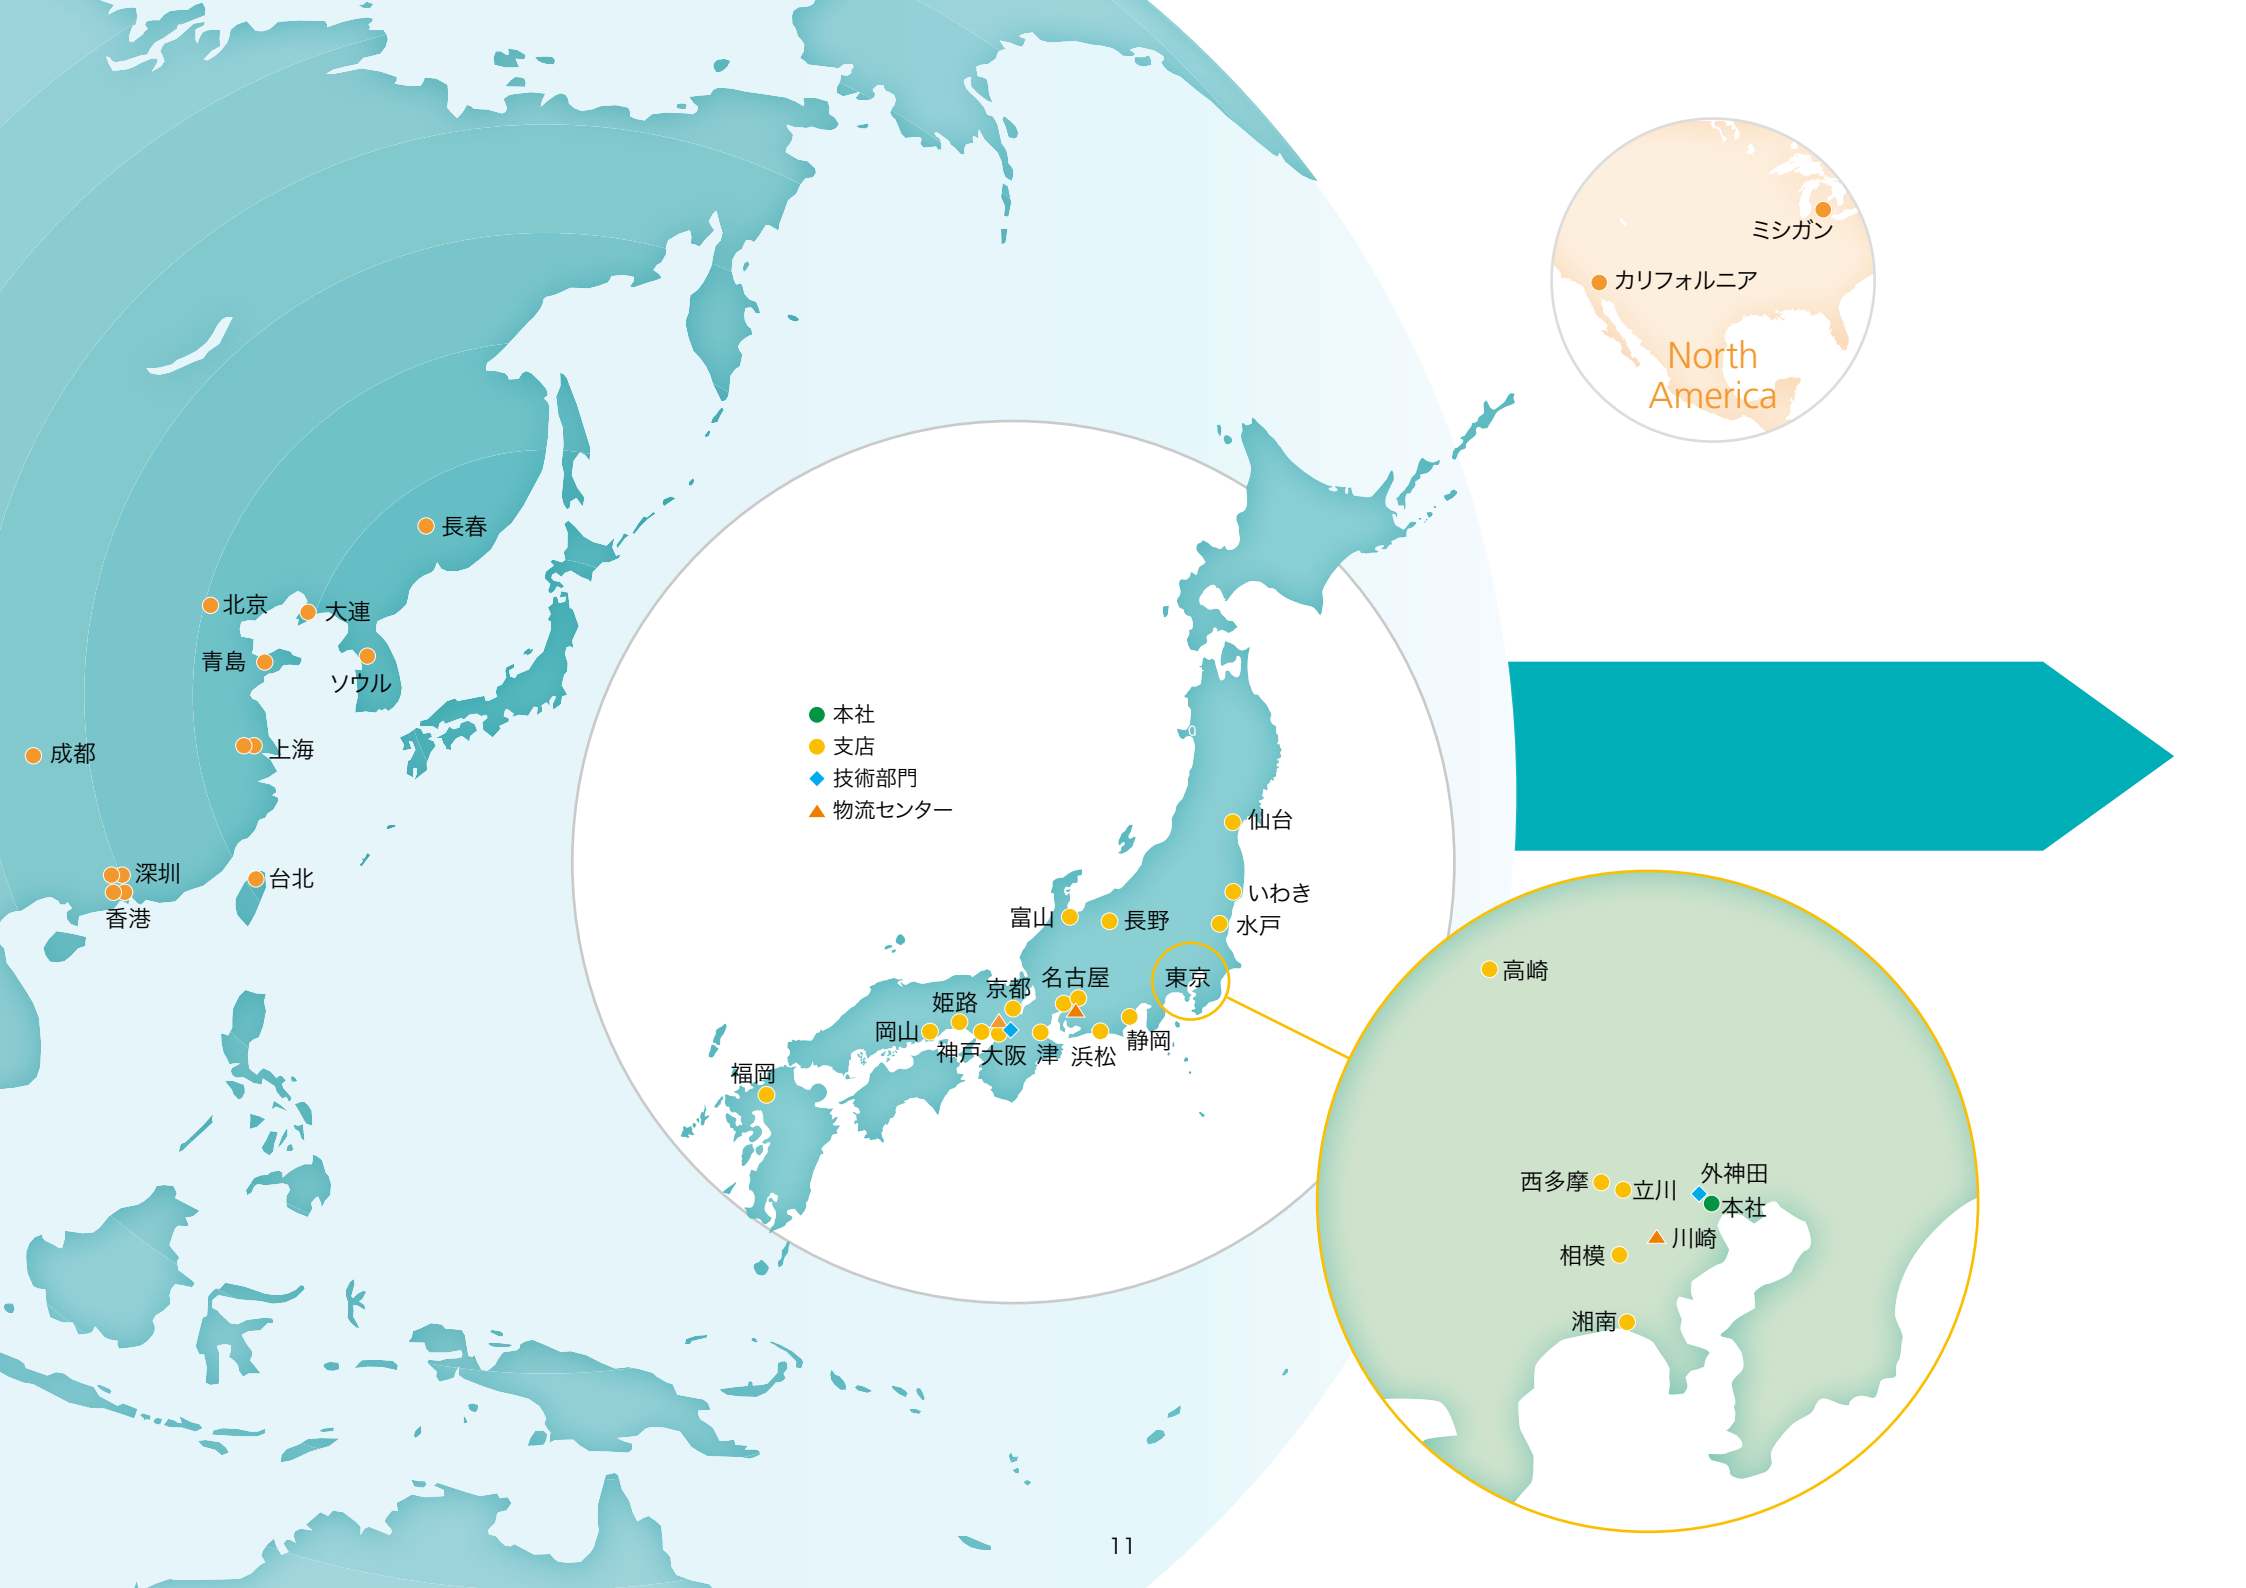 ミシガン
カリフォルニア
North
America
長春
北京
大連
青島
ソウル
成都
上海
深圳
香港
台北
本社
支店
技術部門
物流センター
仙台
いわき
水戸
富山
長野
東京
名古屋
京都
姫路
岡山
神戸
大阪
津
浜松
静岡
福岡
高崎
西多摩
立川
外神田
本社
川崎
相模
湘南
11